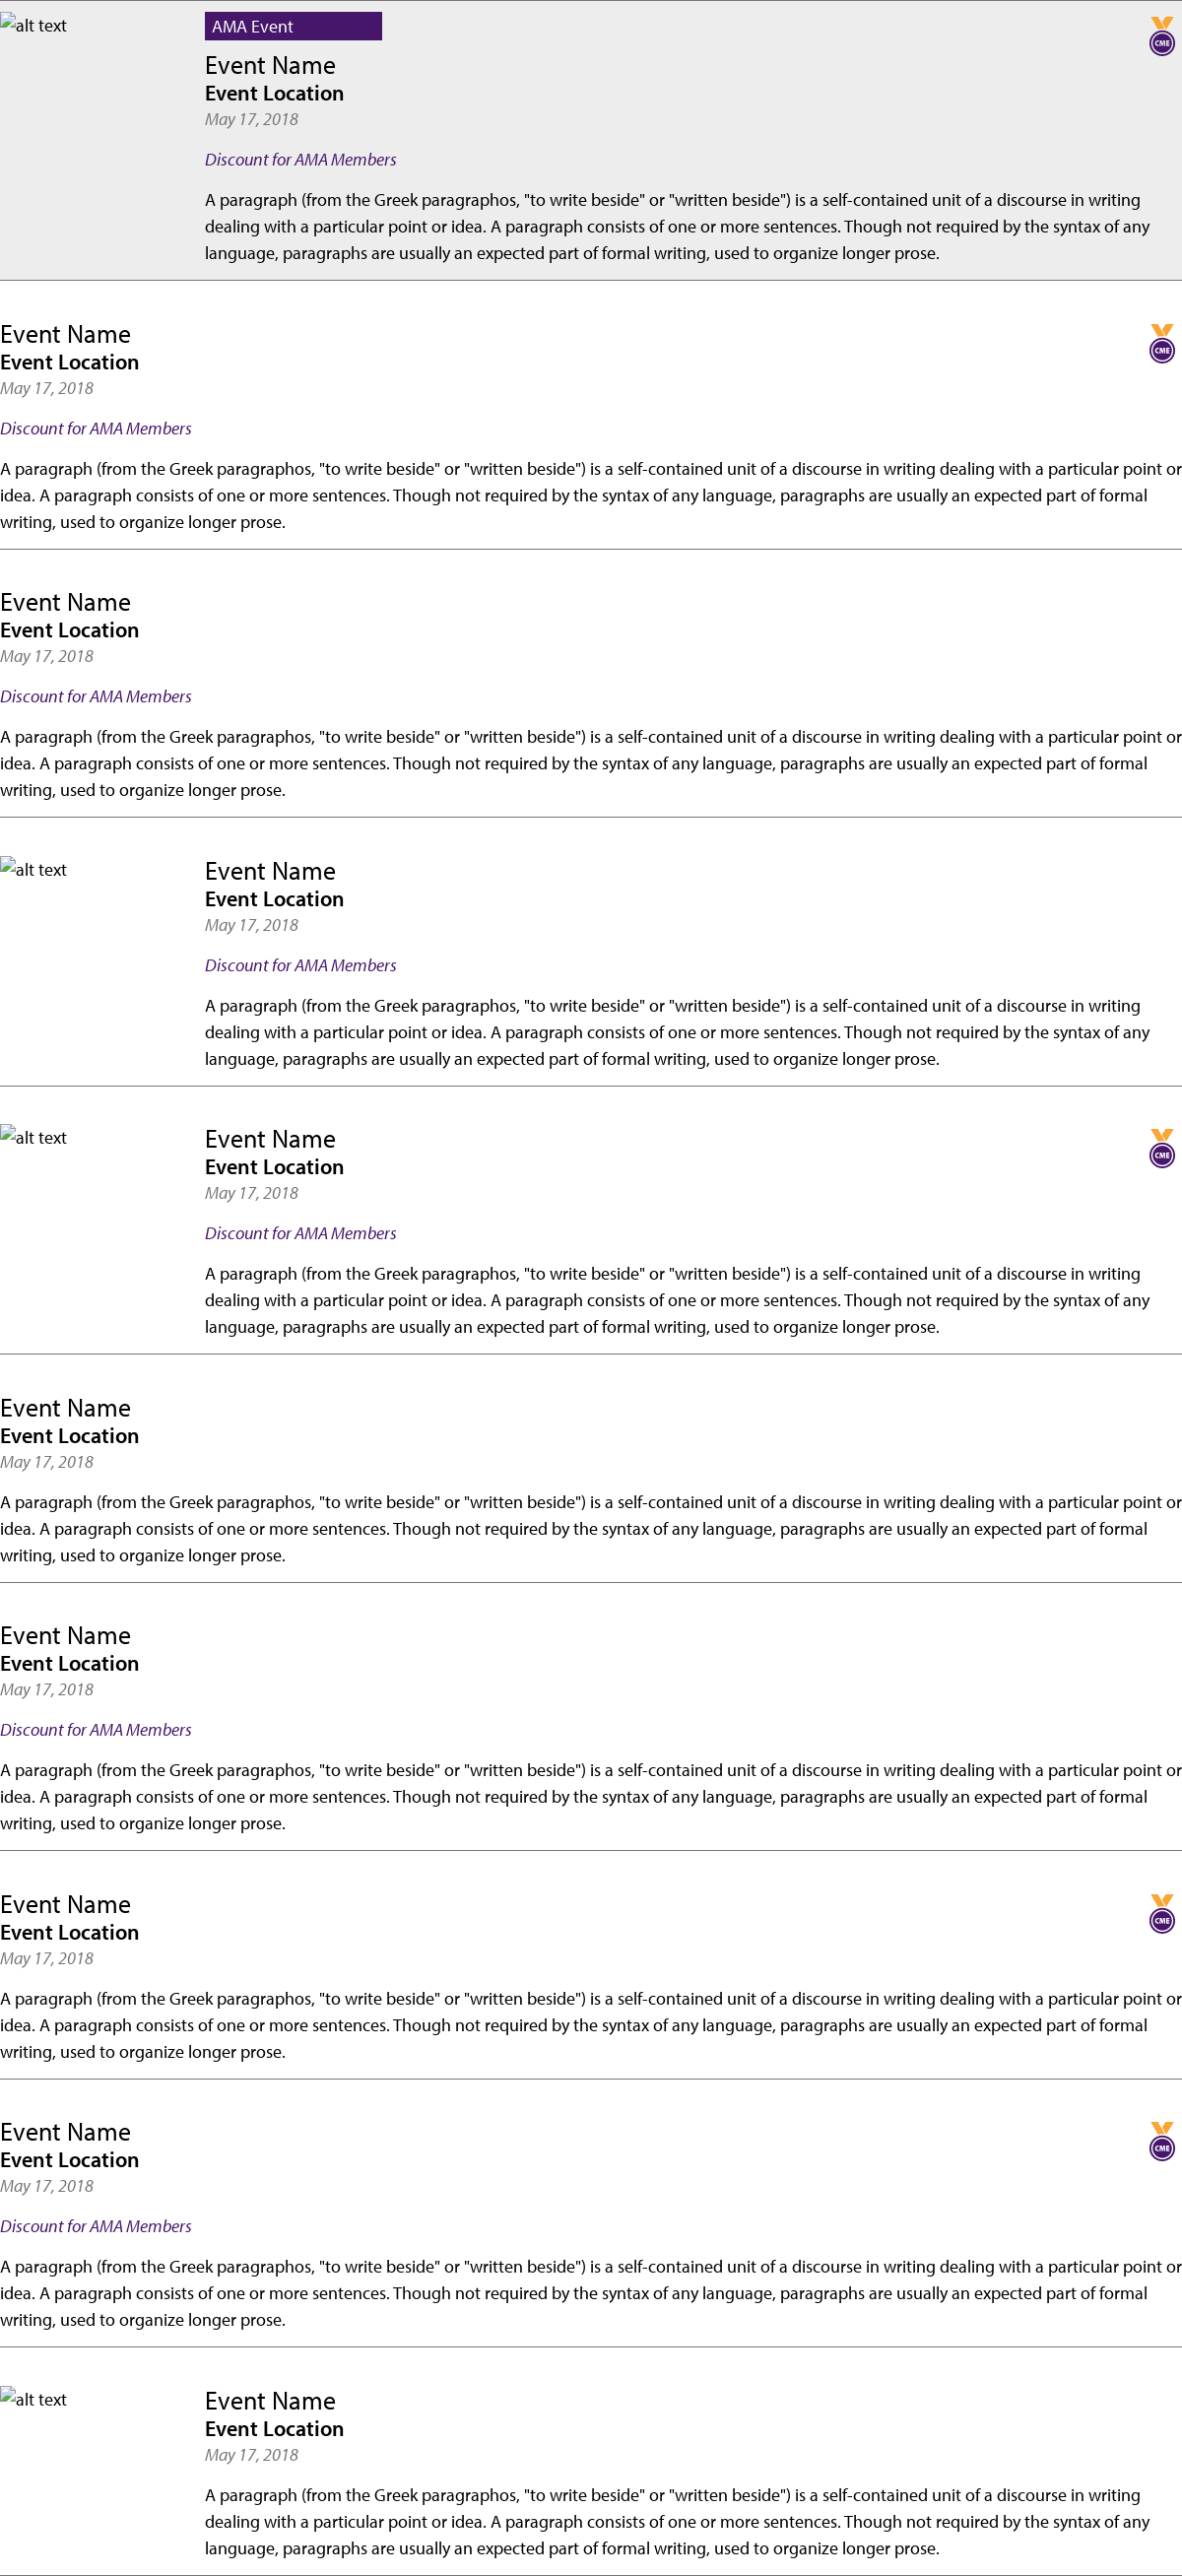 alt text
AMA Event
CME
Event Name
Event Location
May 17, 2018
Discount for AMA Members
A paragraph (from the Greek paragraphos, "to write beside" or "written beside") is a self-contained unit of a discourse in writing
dealing with a particular point or idea. A paragraph consists of one or more sentences. Though not required by the syntax of any
language, paragraphs are usually an expected part of formal writing, used to organize longer prose.
Event Name
CME
Event Location
May 17, 2018
Discount for AMA Members
A paragraph (from the Greek paragraphos, "to write beside" or "written beside") is a self-contained unit of a discourse in writing dealing with a particular point or
idea. A paragraph consists of one or more sentences. Though not required by the syntax of any language, paragraphs are usually an expected part of formal
writing, used to organize longer prose.
Event Name
Event Location
May 17, 2018
Discount for AMA Members
A paragraph (from the Greek paragraphos, "to write beside" or "written beside") is a self-contained unit of a discourse in writing dealing with a particular point or
idea. A paragraph consists of one or more sentences. Though not required by the syntax of any language, paragraphs are usually an expected part of formal
writing, used to organize longer prose.
alt text
Event Name
Event Location
May 17, 2018
Discount for AMA Members
A paragraph (from the Greek paragraphos, "to write beside" or "written beside") is a self-contained unit of a discourse in writing
dealing with a particular point or idea. A paragraph consists of one or more sentences. Though not required by the syntax of any
language, paragraphs are usually an expected part of formal writing, used to organize longer prose.
alt text
Event Name
CME
Event Location
May 17, 2018
Discount for AMA Members
A paragraph (from the Greek paragraphos, "to write beside" or "written beside") is a self-contained unit of a discourse in writing
dealing with a particular point or idea. A paragraph consists of one or more sentences. Though not required by the syntax of any
language, paragraphs are usually an expected part of formal writing, used to organize longer prose.
Event Name
Event Location
May 17, 2018
A paragraph (from the Greek paragraphos, "to write beside" or "written beside") is a self-contained unit of a discourse in writing dealing with a particular point or
idea. A paragraph consists of one or more sentences. Though not required by the syntax of any language, paragraphs are usually an expected part of formal
writing, used to organize longer prose.
Event Name
Event Location
May 17, 2018
Discount for AMA Members
A paragraph (from the Greek paragraphos, "to write beside" or "written beside") is a self-contained unit of a discourse in writing dealing with a particular point or
idea. A paragraph consists of one or more sentences. Though not required by the syntax of any language, paragraphs are usually an expected part of formal
writing, used to organize longer prose.
Event Name
CME
Event Location
May 17, 2018
A paragraph (from the Greek paragraphos, "to write beside" or "written beside") is a self-contained unit of a discourse in writing dealing with a particular point or
idea. A paragraph consists of one or more sentences. Though not required by the syntax of any language, paragraphs are usually an expected part of formal
writing, used to organize longer prose.
Event Name
CME
Event Location
May 17, 2018
Discount for AMA Members
A paragraph (from the Greek paragraphos, "to write beside" or "written beside") is a self-contained unit of a discourse in writing dealing with a particular point or
idea. A paragraph consists of one or more sentences. Though not required by the syntax of any language, paragraphs are usually an expected part of formal
writing, used to organize longer prose.
alt text
Event Name
Event Location
May 17, 2018
A paragraph (from the Greek paragraphos, "to write beside" or "written beside") is a self-contained unit of a discourse in writing
dealing with a particular point or idea. A paragraph consists of one or more sentences. Though not required by the syntax of any
language, paragraphs are usually an expected part of formal writing, used to organize longer prose.